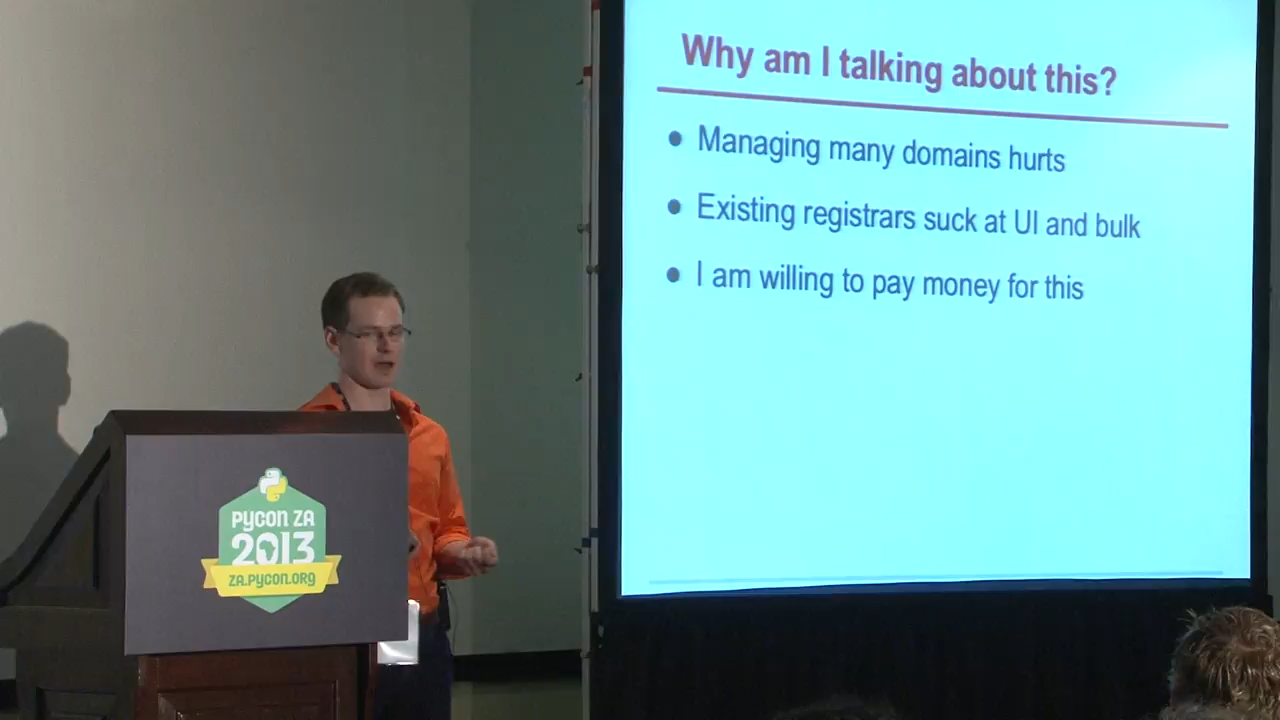 Why am I talking about this?
Managing many domains hurts
Existing registrars suck at UI and bulk
I am willing to pay money for this
PYCON ZA
2013
ZA.PYCON.ORG